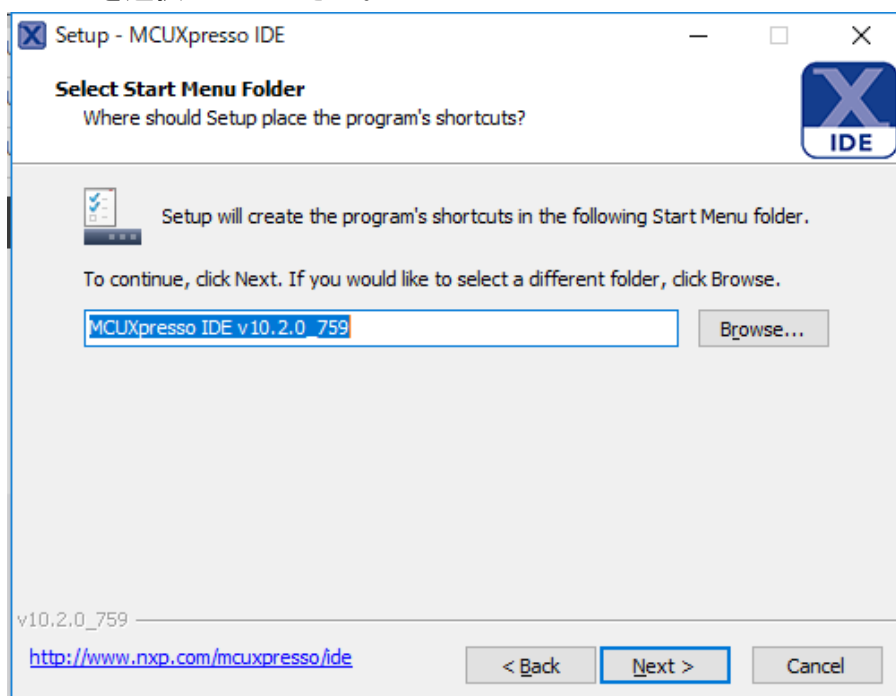 Setup - MCUXpresso IDE
Select Start Menu Folder
Where should Setup place the program's shortcuts?
IDE
Setup will create the program's shortcuts in the following Start Menu folder.
To continue, click Next. If you would like to select a different folder, click Browse.
MCUXpresso IDE v10.2.0_759
Browse...
v10.2.0_759
http://www.nxp.com/mcuxpresso/ide
< Back
Next >
Cancel